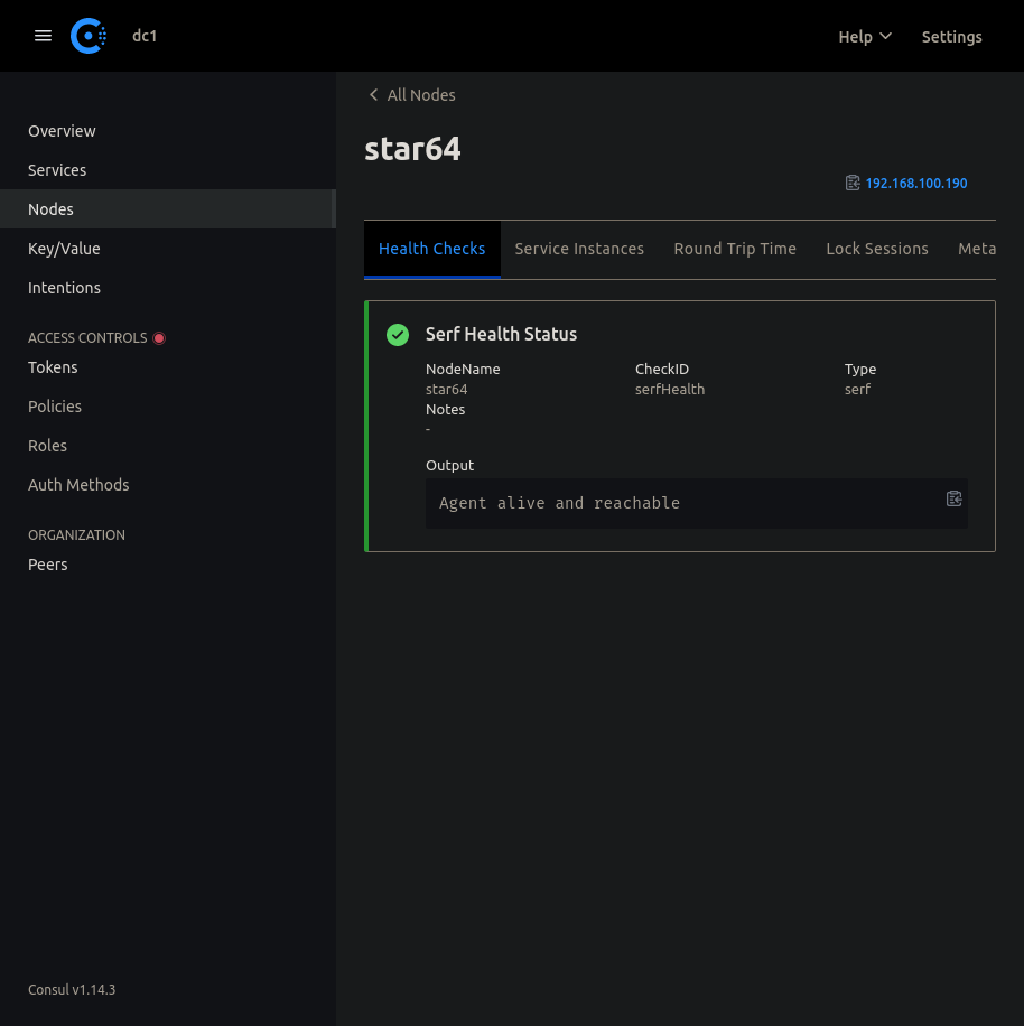 dc1
Help
Settings
Overview
Services
Nodes
Key/Value
Intentions
ACCESS CONTROLS
Tokens
Policies
Roles
Auth Methods
ORGANIZATION
Peers
Consul v1.14.3
All Nodes
star64
192.168.100.190
Health Checks Service Instances Round Trip Time Lock Sessions Meta
Serf Health Status
NodeName CheckID Type
star64 serfHealth serf
Notes
-
Output
Agent alive and reachable